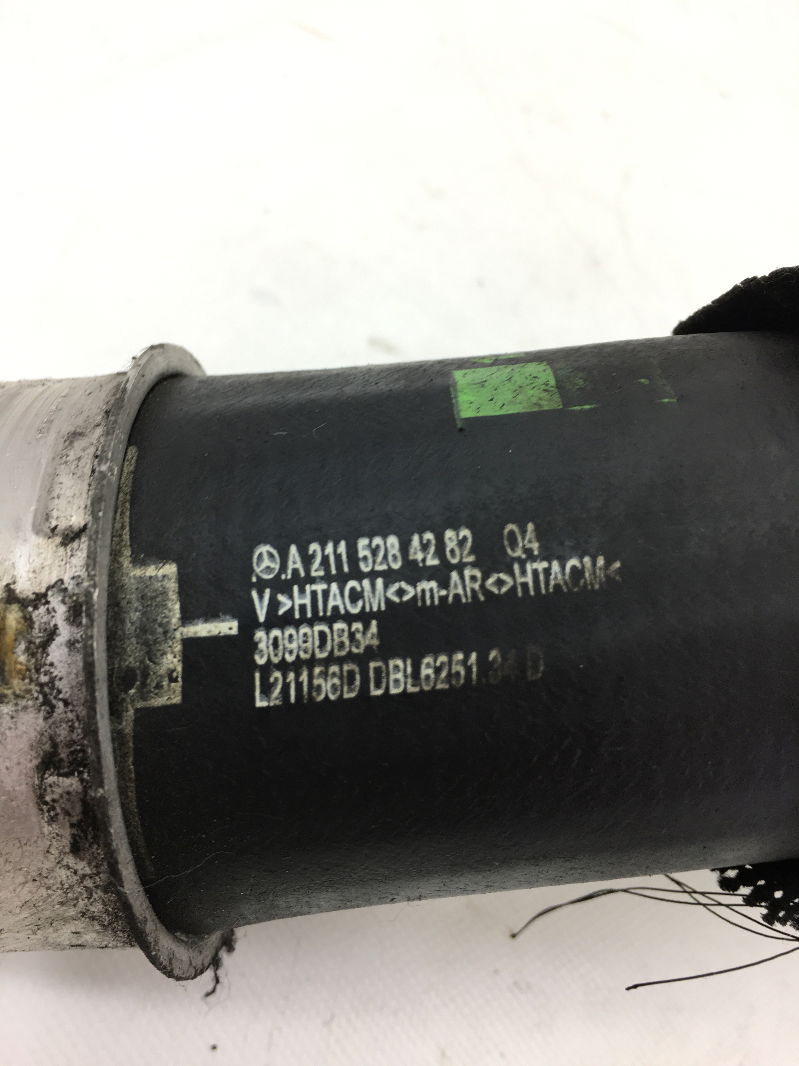 A 211 528 42 82 Q4
V >HTACM<>m-AR<>HTACM<
3099DB34
L21156D DBL6251.34 D